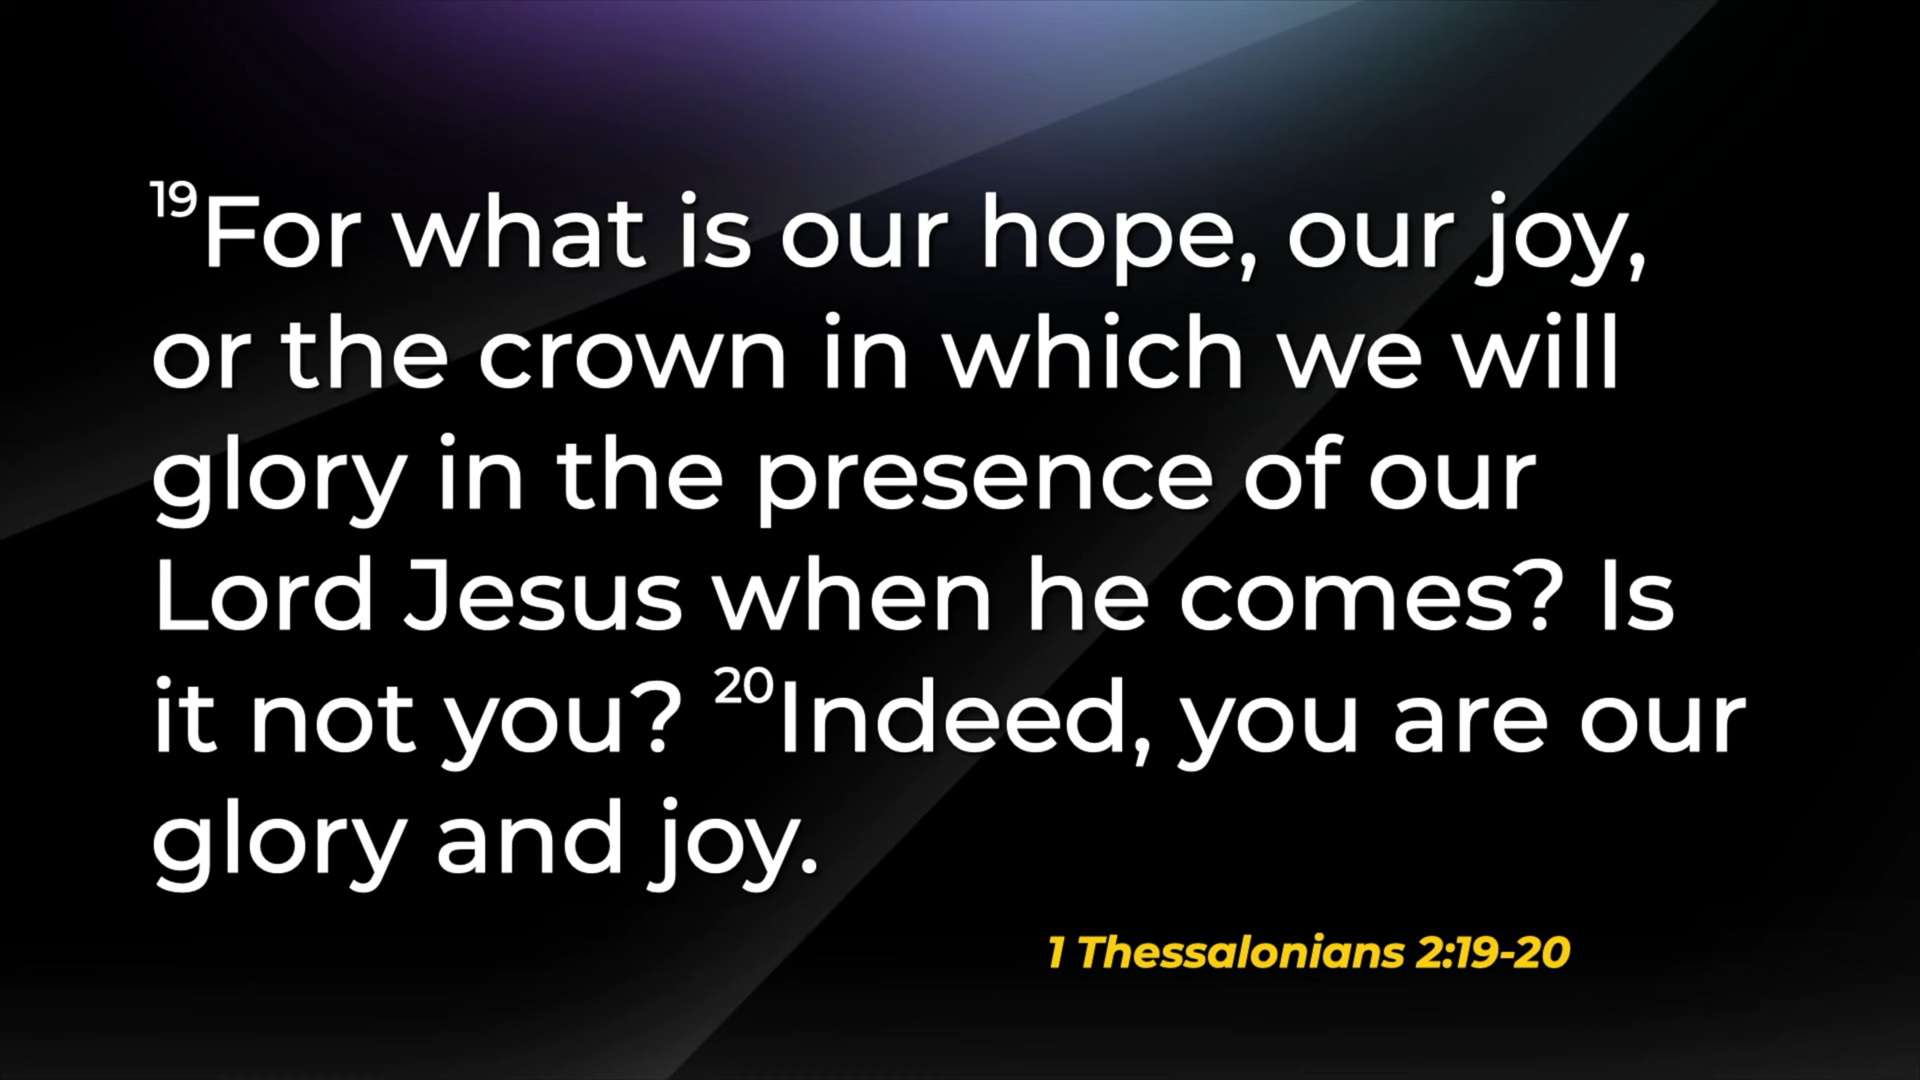 19For what is our hope, our joy,
or the crown in which we will
glory in the presence of our
Lord Jesus when he comes? Is
it not you? 20Indeed, you are our
glory and joy.
1 Thessalonians 2:19-20